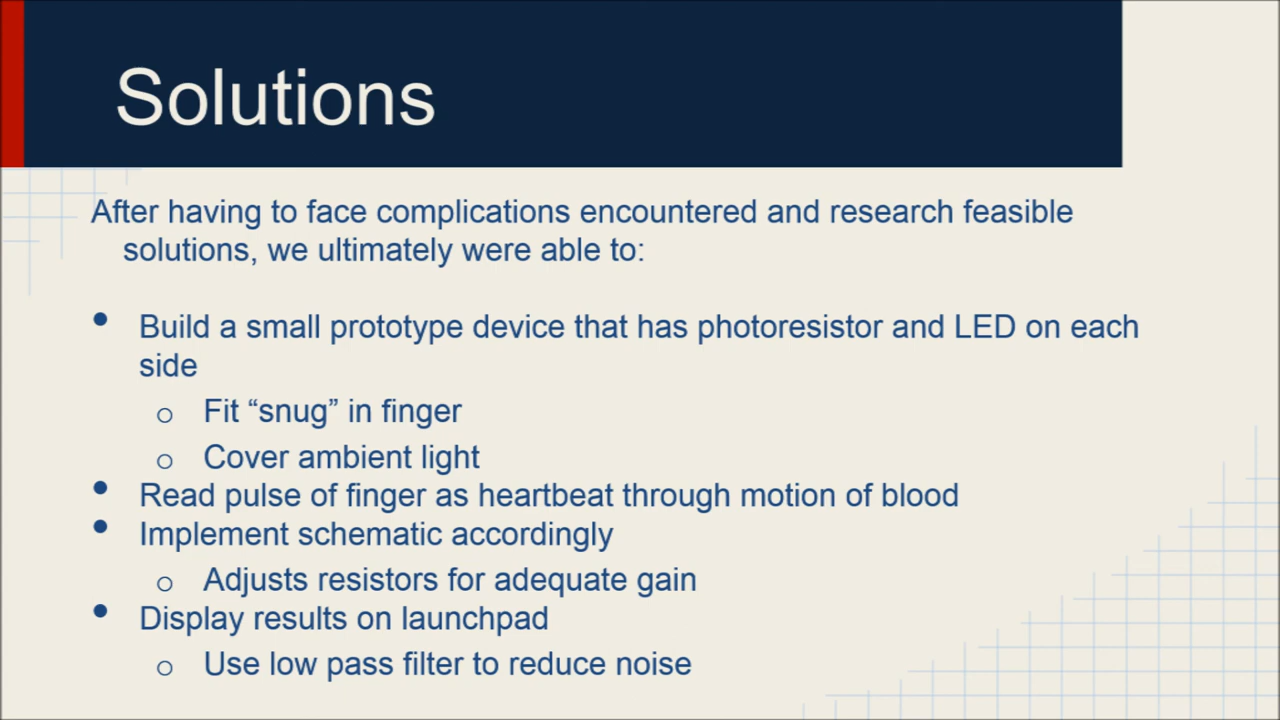 Solutions
After having to face complications encountered and research feasible
solutions, we ultimately were able to:
• Build a small prototype device that has photoresistor and LED on each
side
o Fit “snug” in finger
o Cover ambient light
• Read pulse of finger as heartbeat through motion of blood
• Implement schematic accordingly
o Adjusts resistors for adequate gain
• Display results on launchpad
o Use low pass filter to reduce noise